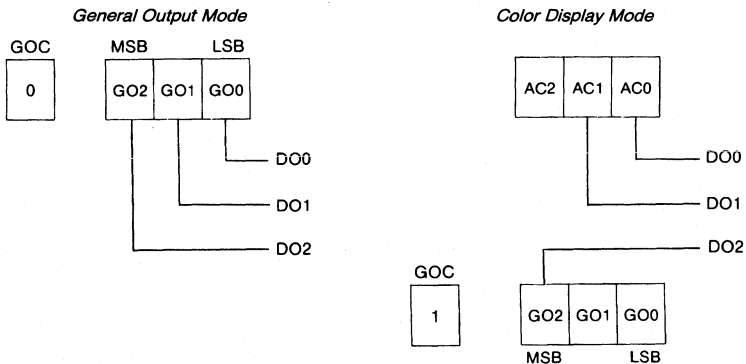 General Output Mode
GOC MSB LSB
0 GO2 GO1 GO0
DO0
DO1
DO2
Color Display Mode
AC2 AC1 AC0
DO0
DO1
DO2
GOC
1 GO2 GO1 GO0
MSB LSB